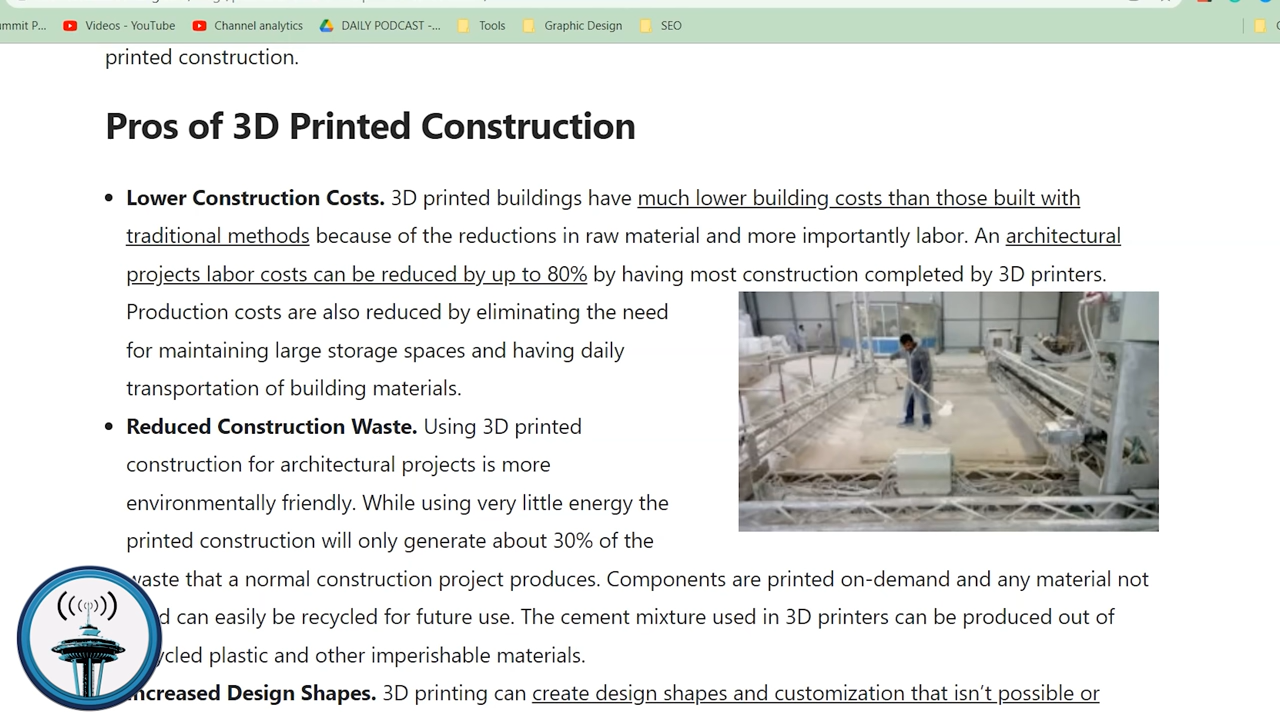 ummit P...
Videos - YouTube
Channel analytics
DAILY PODCAST -...
Tools
Graphic Design
SEO
printed construction.
Pros of 3D Printed Construction
Lower Construction Costs. 3D printed buildings have much lower building costs than those built with
traditional methods because of the reductions in raw material and more importantly labor. An architectural
projects labor costs can be reduced by up to 80% by having most construction completed by 3D printers.
Production costs are also reduced by eliminating the need
for maintaining large storage spaces and having daily
transportation of building materials.
Reduced Construction Waste. Using 3D printed
construction for architectural projects is more
environmentally friendly. While using very little energy the
printed construction will only generate about 30% of the
waste that a normal construction project produces. Components are printed on-demand and any material not
can easily be recycled for future use. The cement mixture used in 3D printers can be produced out of
ycled plastic and other imperishable materials.
Increased Design Shapes. 3D printing can create design shapes and customization that isn't possible or